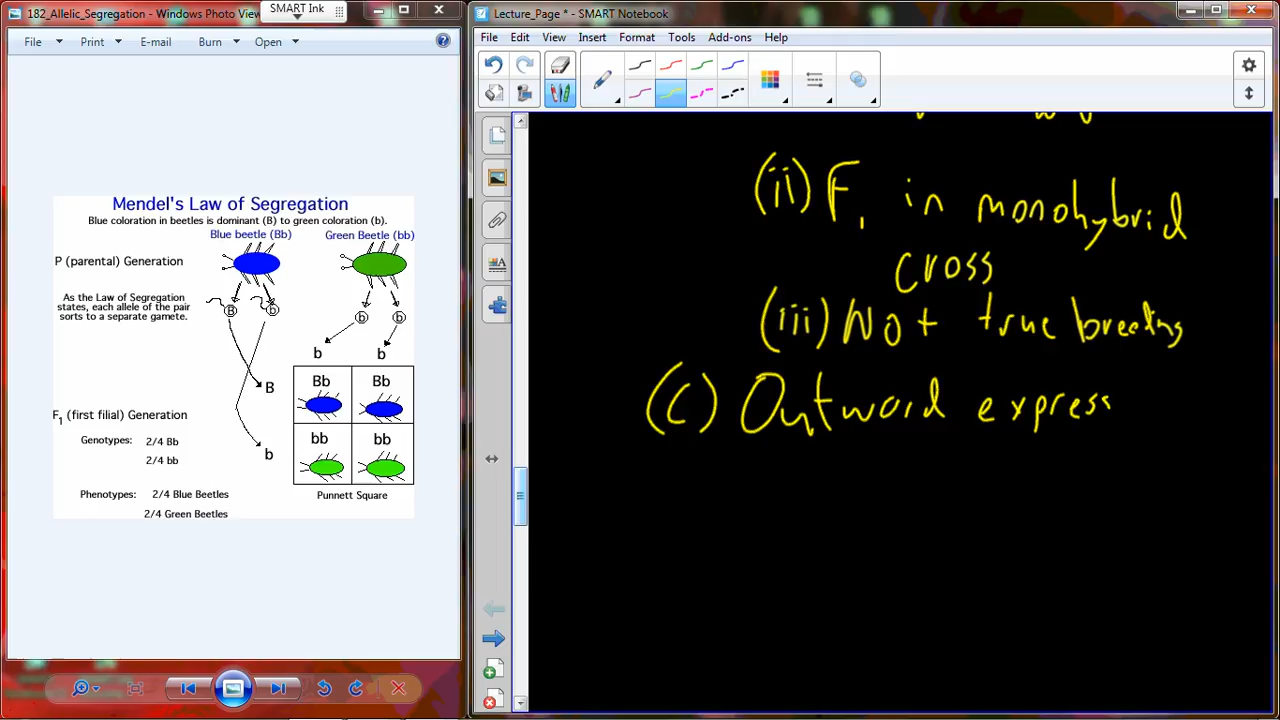 182_Allelic_Segregation - Windows Photo View
SMART Ink
File Print E-mail Burn Open
Mendel's Law of Segregation
Blue coloration in beetles is dominant (B) to green coloration (b).
Blue beetle (Bb) Green Beetle (bb)
P (parental) Generation
As the Law of Segregation
states, each allele of the pair
sorts to a separate gamete.
B b b b
b b
B
Bb Bb
F1 (first filial) Generation
Genotypes: 2/4 Bb
2/4 bb
b
bb bb
Phenotypes: 2/4 Blue Beetles
2/4 Green Beetles
Punnett Square
Lecture_Page * - SMART Notebook
File Edit View Insert Format Tools Add-ons Help
(ii) F1 in monohybrid
cross
(iii) Not true breeding
(C) Outward express